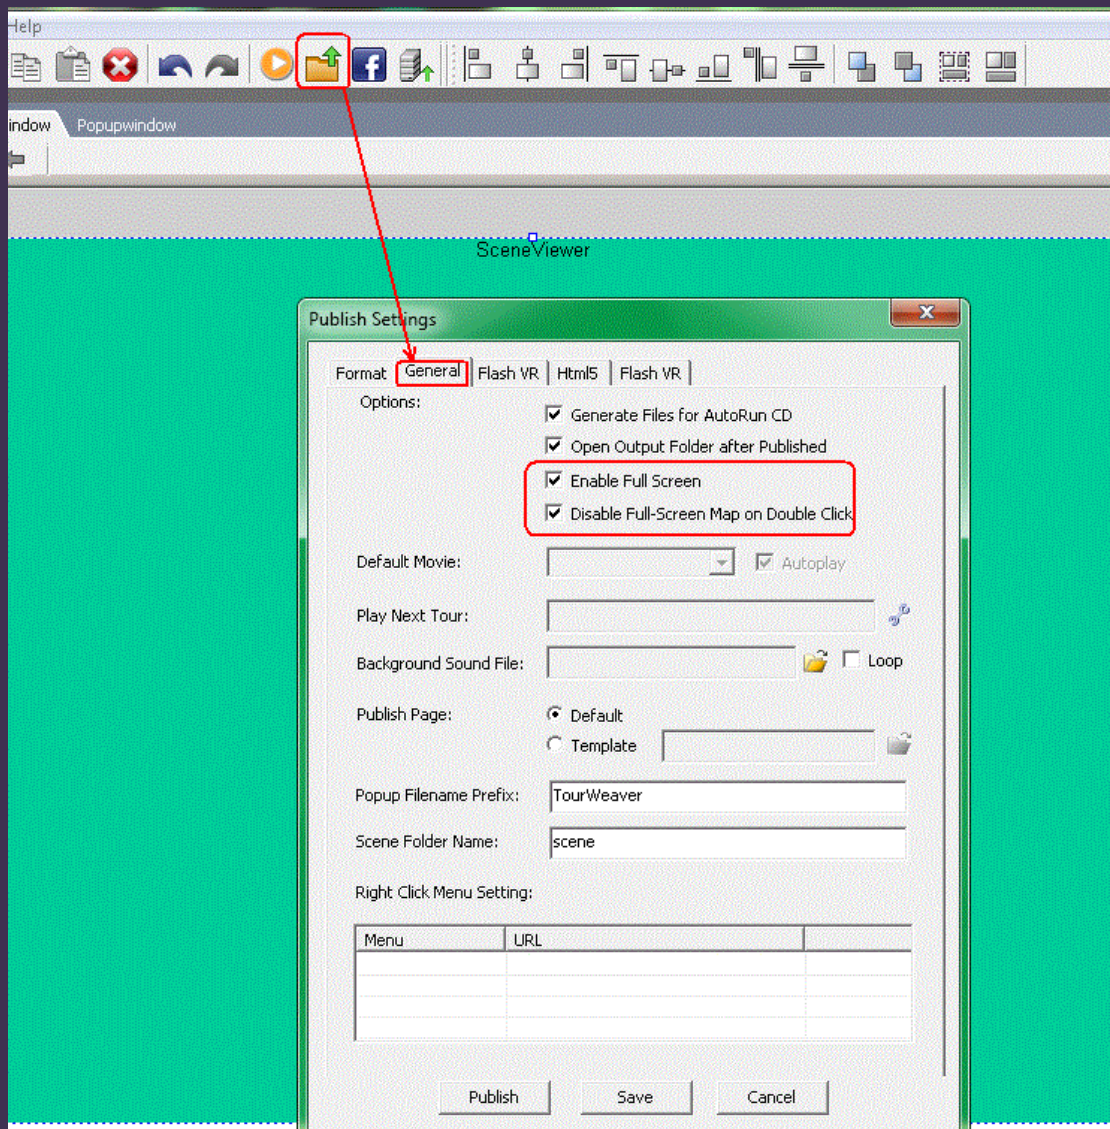 Help
indow Popupwindow
SceneViewer
Publish Settings
Format General Flash VR Html5 Flash VR
Options:
Generate Files for AutoRun CD
Open Output Folder after Published
Enable Full Screen
Disable Full-Screen Map on Double Click
Default Movie: Autoplay
Play Next Tour:
Background Sound File: Loop
Publish Page: Default
Template
Popup Filename Prefix: TourWeaver
Scene Folder Name: scene
Right Click Menu Setting:
Menu URL
Publish Save Cancel